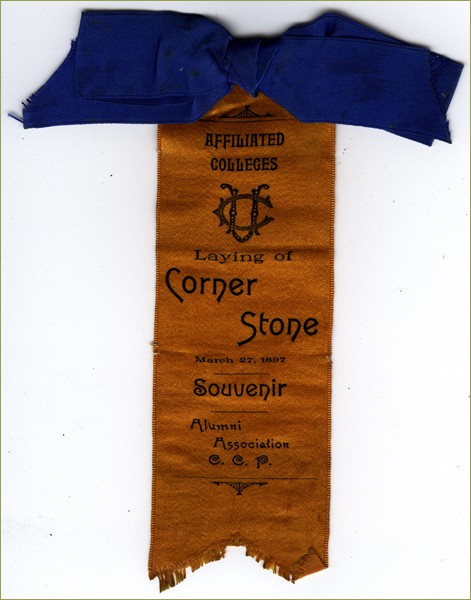 AFFILIATED
COLLEGES
UC
Laying of
Corner
Stone
March 27, 1897
Souvenir
Alumni
Association
C. C. P.